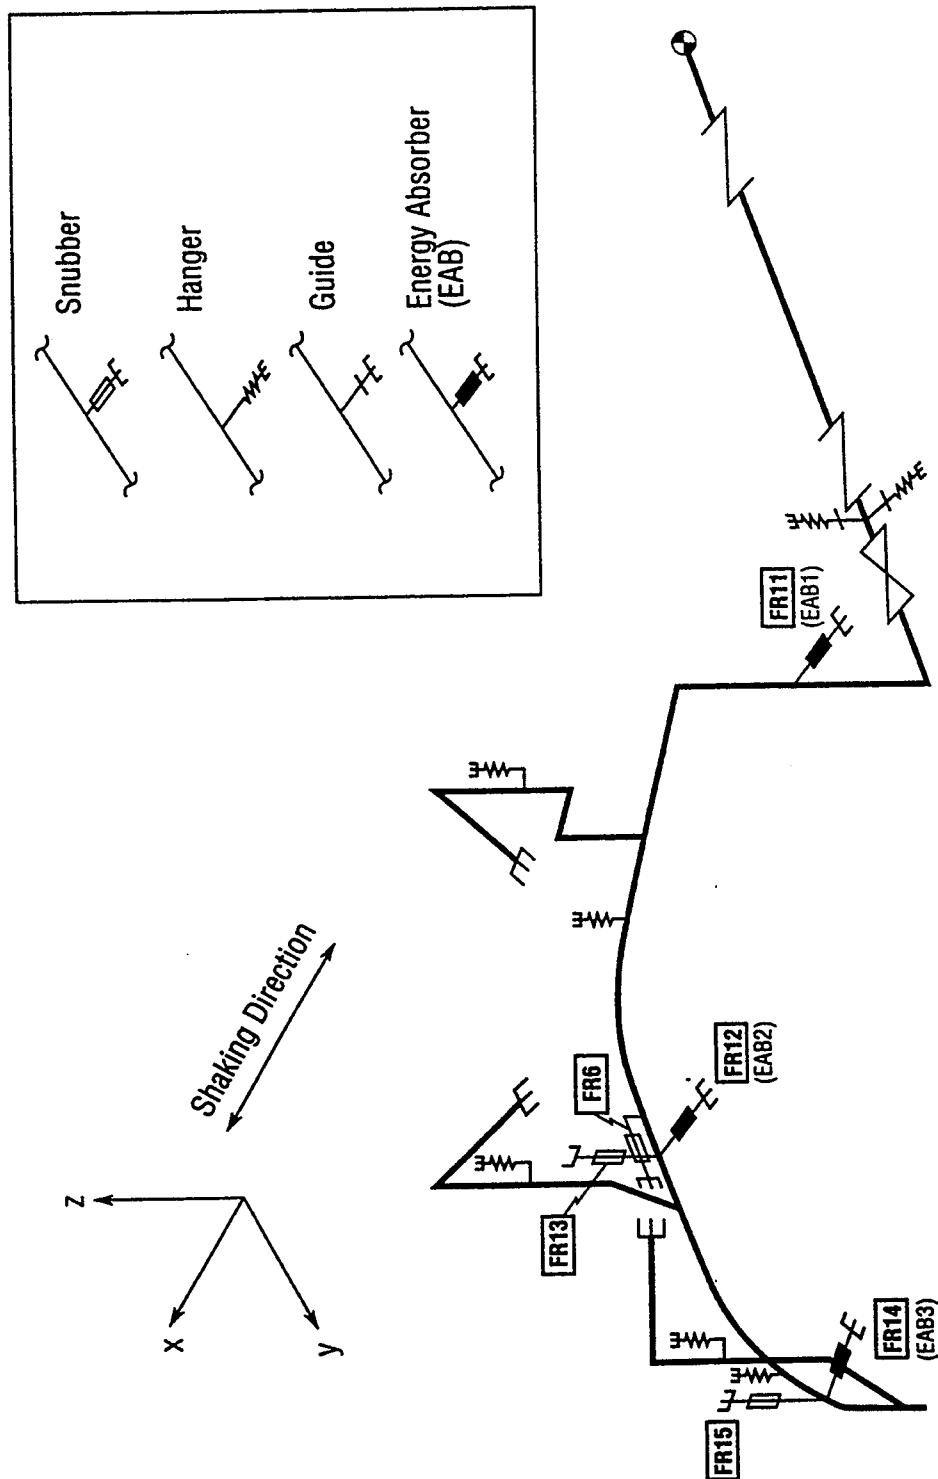 Snubber
Hanger
Guide
Energy Absorber
(EAB)
Shaking Direction
z
x
y
FR11
(EAB1)
FR6
FR12
(EAB2)
FR13
FR14
(EAB3)
FR15